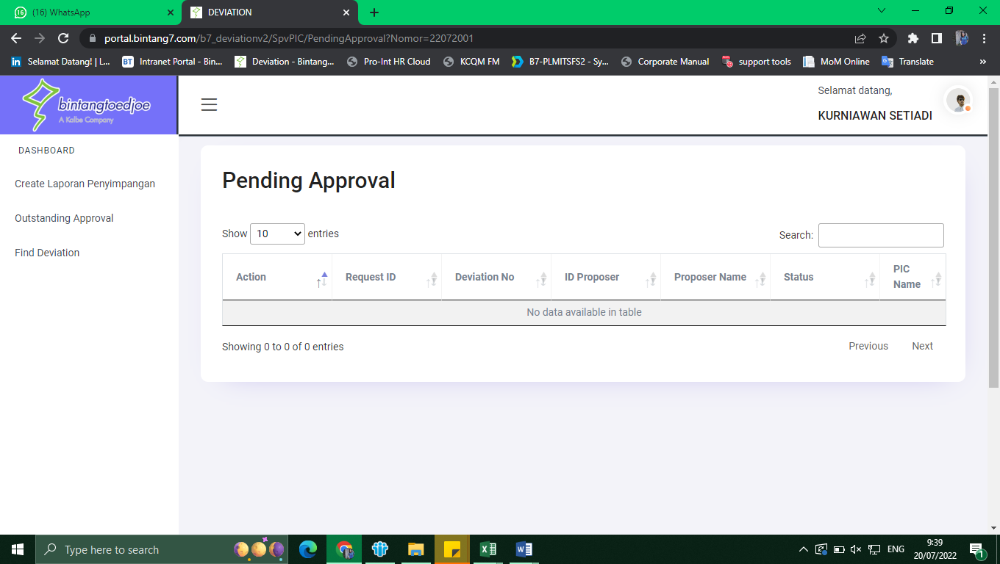 16 (16) WhatsApp
DEVIATION
portal.bintang7.com/b7_deviationv2/SpvPIC/PendingApproval?Nomor=22072001
in Selamat Datang! | L...
BT Intranet Portal - Bin...
Deviation - Bintang...
Pro-Int HR Cloud
KCQM FM
B7-PLMITSFS2 - Sy...
Corporate Manual
support tools
MoM Online
Translate
»
bintangtoedjoe
A Kalbe Company
Selamat datang,
KURNIAWAN SETIADI
DASHBOARD
Create Laporan Penyimpangan
Outstanding Approval
Find Deviation
Pending Approval
Show 10 entries
Search:
Action
Request ID
Deviation No
ID Proposer
Proposer Name
Status
PIC
Name
No data available in table
Showing 0 to 0 of 0 entries
Previous
Next
Type here to search
ENG
9:39
20/07/2022
1